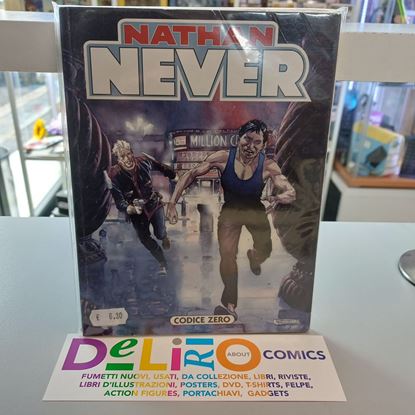 NATHAN
NEVER
MILLION
CODICE ZERO
€ 6,30
DeLiRiO ABOUT COMICS
FUMETTI NUOVI, USATI, DA COLLEZIONE, LIBRI, RIVISTE,
LIBRI D'ILLUSTRAZIONI, POSTERS, DVD, T-SHIRTS, FELPE,
ACTION FIGURES, PORTACHIAVI, GADGETS